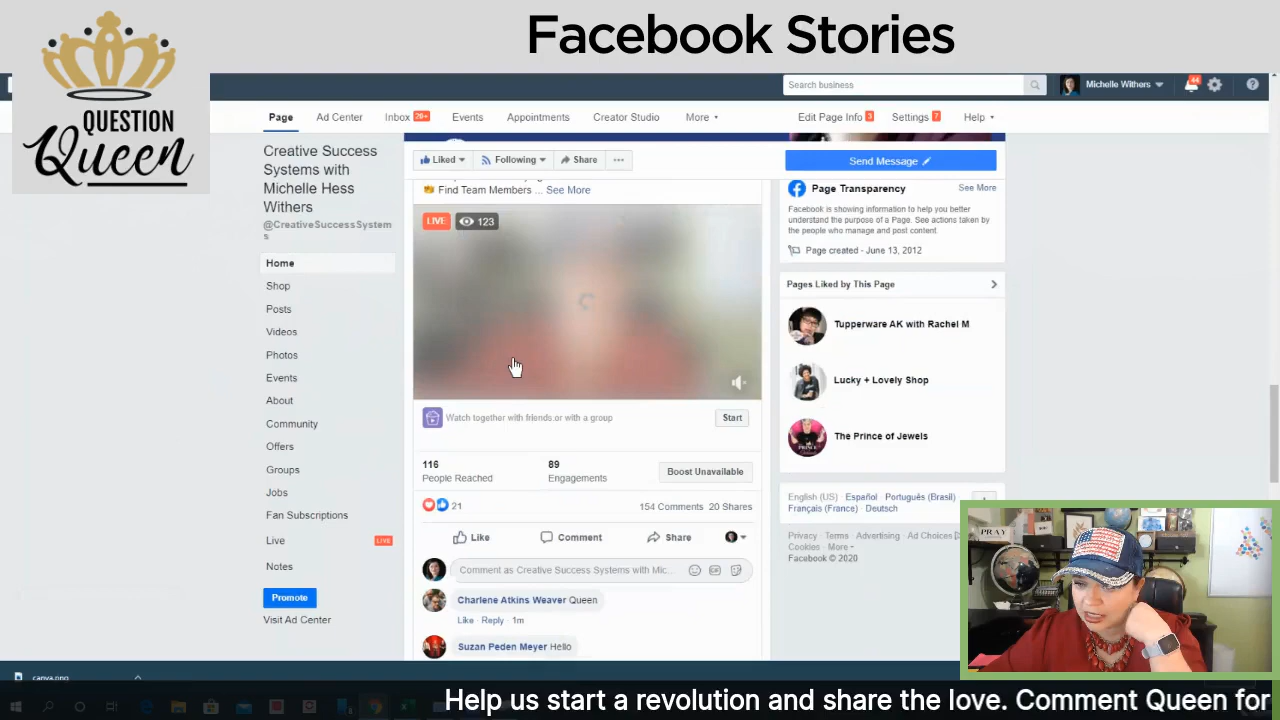 Facebook Stories
QUESTION
Queen
Search business
Michelle Withers
44
Page
Ad Center
Inbox 20+
Events
Appointments
Creator Studio
More
Edit Page Info 3
Settings 7
Help
Creative Success
Systems with
Michelle Hess
Withers
@CreativeSuccessSystem
s
Home
Shop
Posts
Videos
Photos
Events
About
Community
Offers
Groups
Jobs
Fan Subscriptions
Live LIVE
Notes
Promote
Visit Ad Center
Liked
Following
Share
Send Message
Find Team Members ... See More
LIVE 123
Watch together with friends or with a group
Start
116
People Reached
89
Engagements
Boost Unavailable
21
154 Comments 20 Shares
Like
Comment
Share
Comment as Creative Success Systems with Mic...
GIF
Charlene Atkins Weaver Queen
Like · Reply · 1m
Suzan Peden Meyer Hello
Page Transparency
See More
Facebook is showing information to help you better
understand the purpose of a Page. See actions taken by
the people who manage and post content.
Page created - June 13, 2012
Pages Liked by This Page
Tupperware AK with Rachel M
Lucky + Lovely Shop
The Prince of Jewels
English (US) · Español · Português (Brasil) ·
Français (France) · Deutsch
Privacy · Terms · Advertising · Ad Choices
Cookies · More
Facebook © 2020
PRAY
canva.png
Help us start a revolution and share the love. Comment Queen for